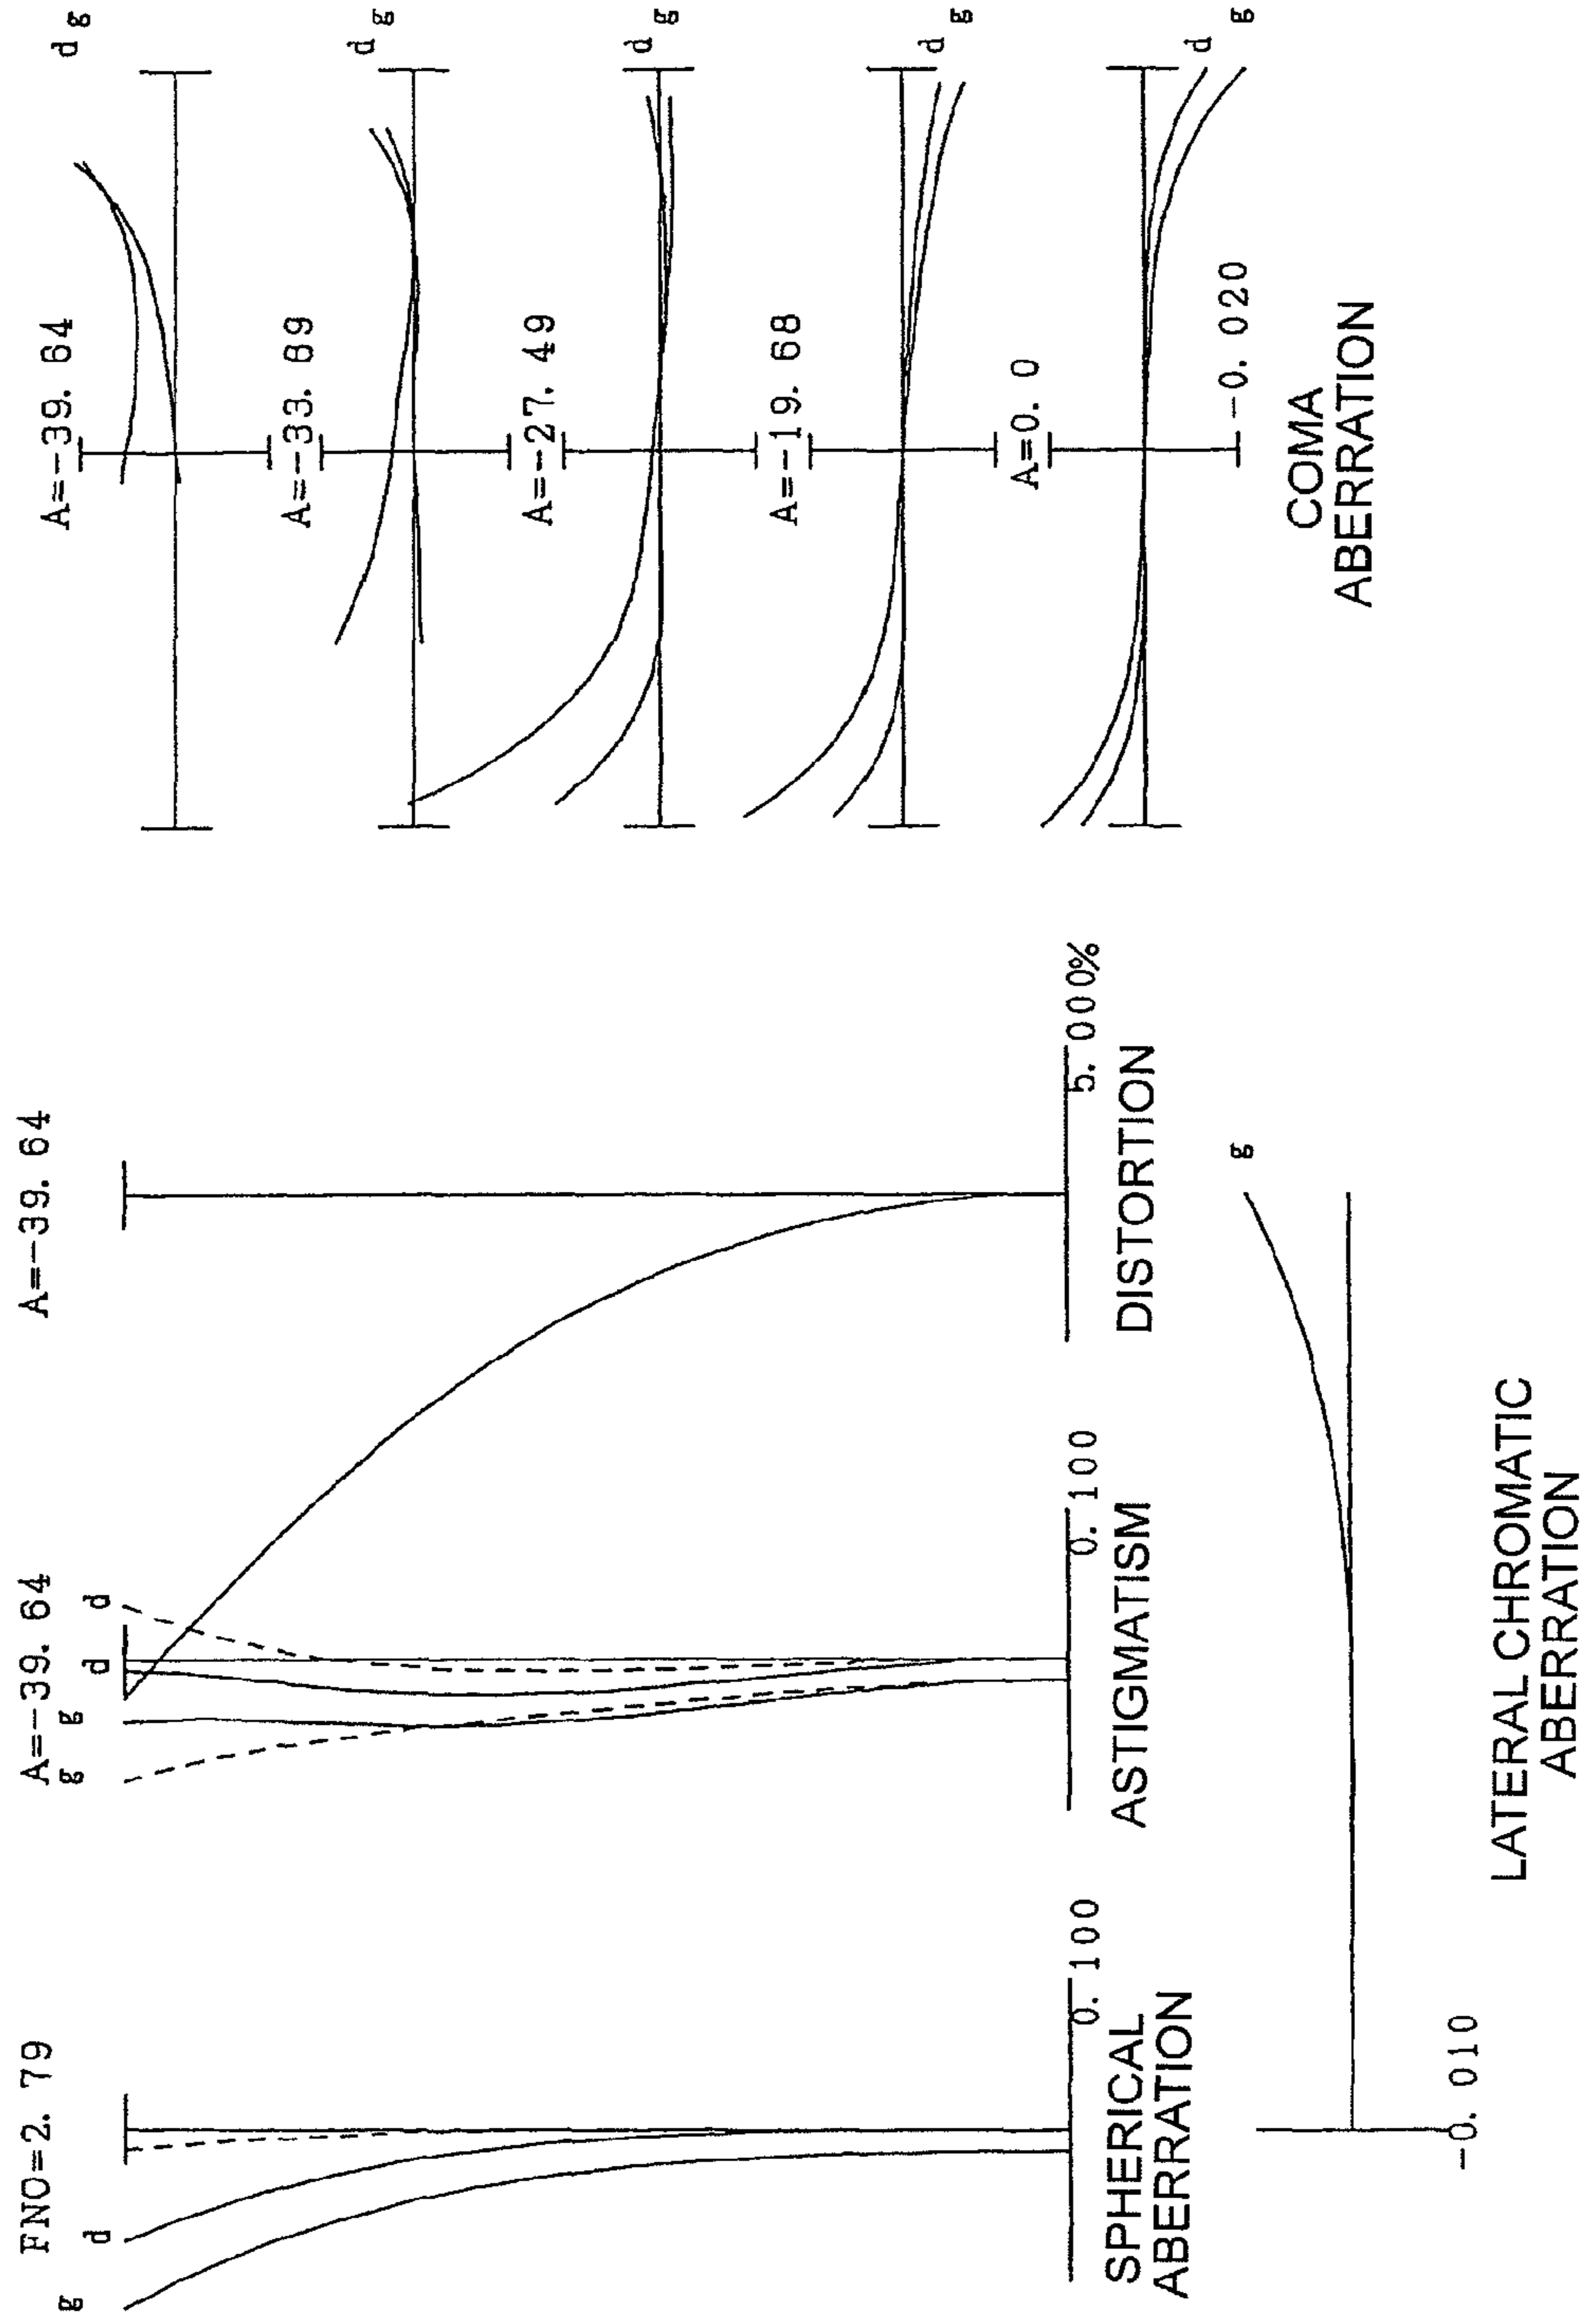 FNO=2. 79
g
d
0. 100
SPHERICAL
ABERRATION
A=-39. 64
g
g
d
d
0. 100
ASTIGMATISM
A=-39. 64
5. 000%
DISTORTION
g
-0. 010
LATERAL CHROMATIC
ABERRATION
A=-39. 64
d
g
A=-33. 89
d
g
A=-27. 49
d
g
A=-19. 68
d
g
A=0. 0
d
g
-0. 020
COMA
ABERRATION